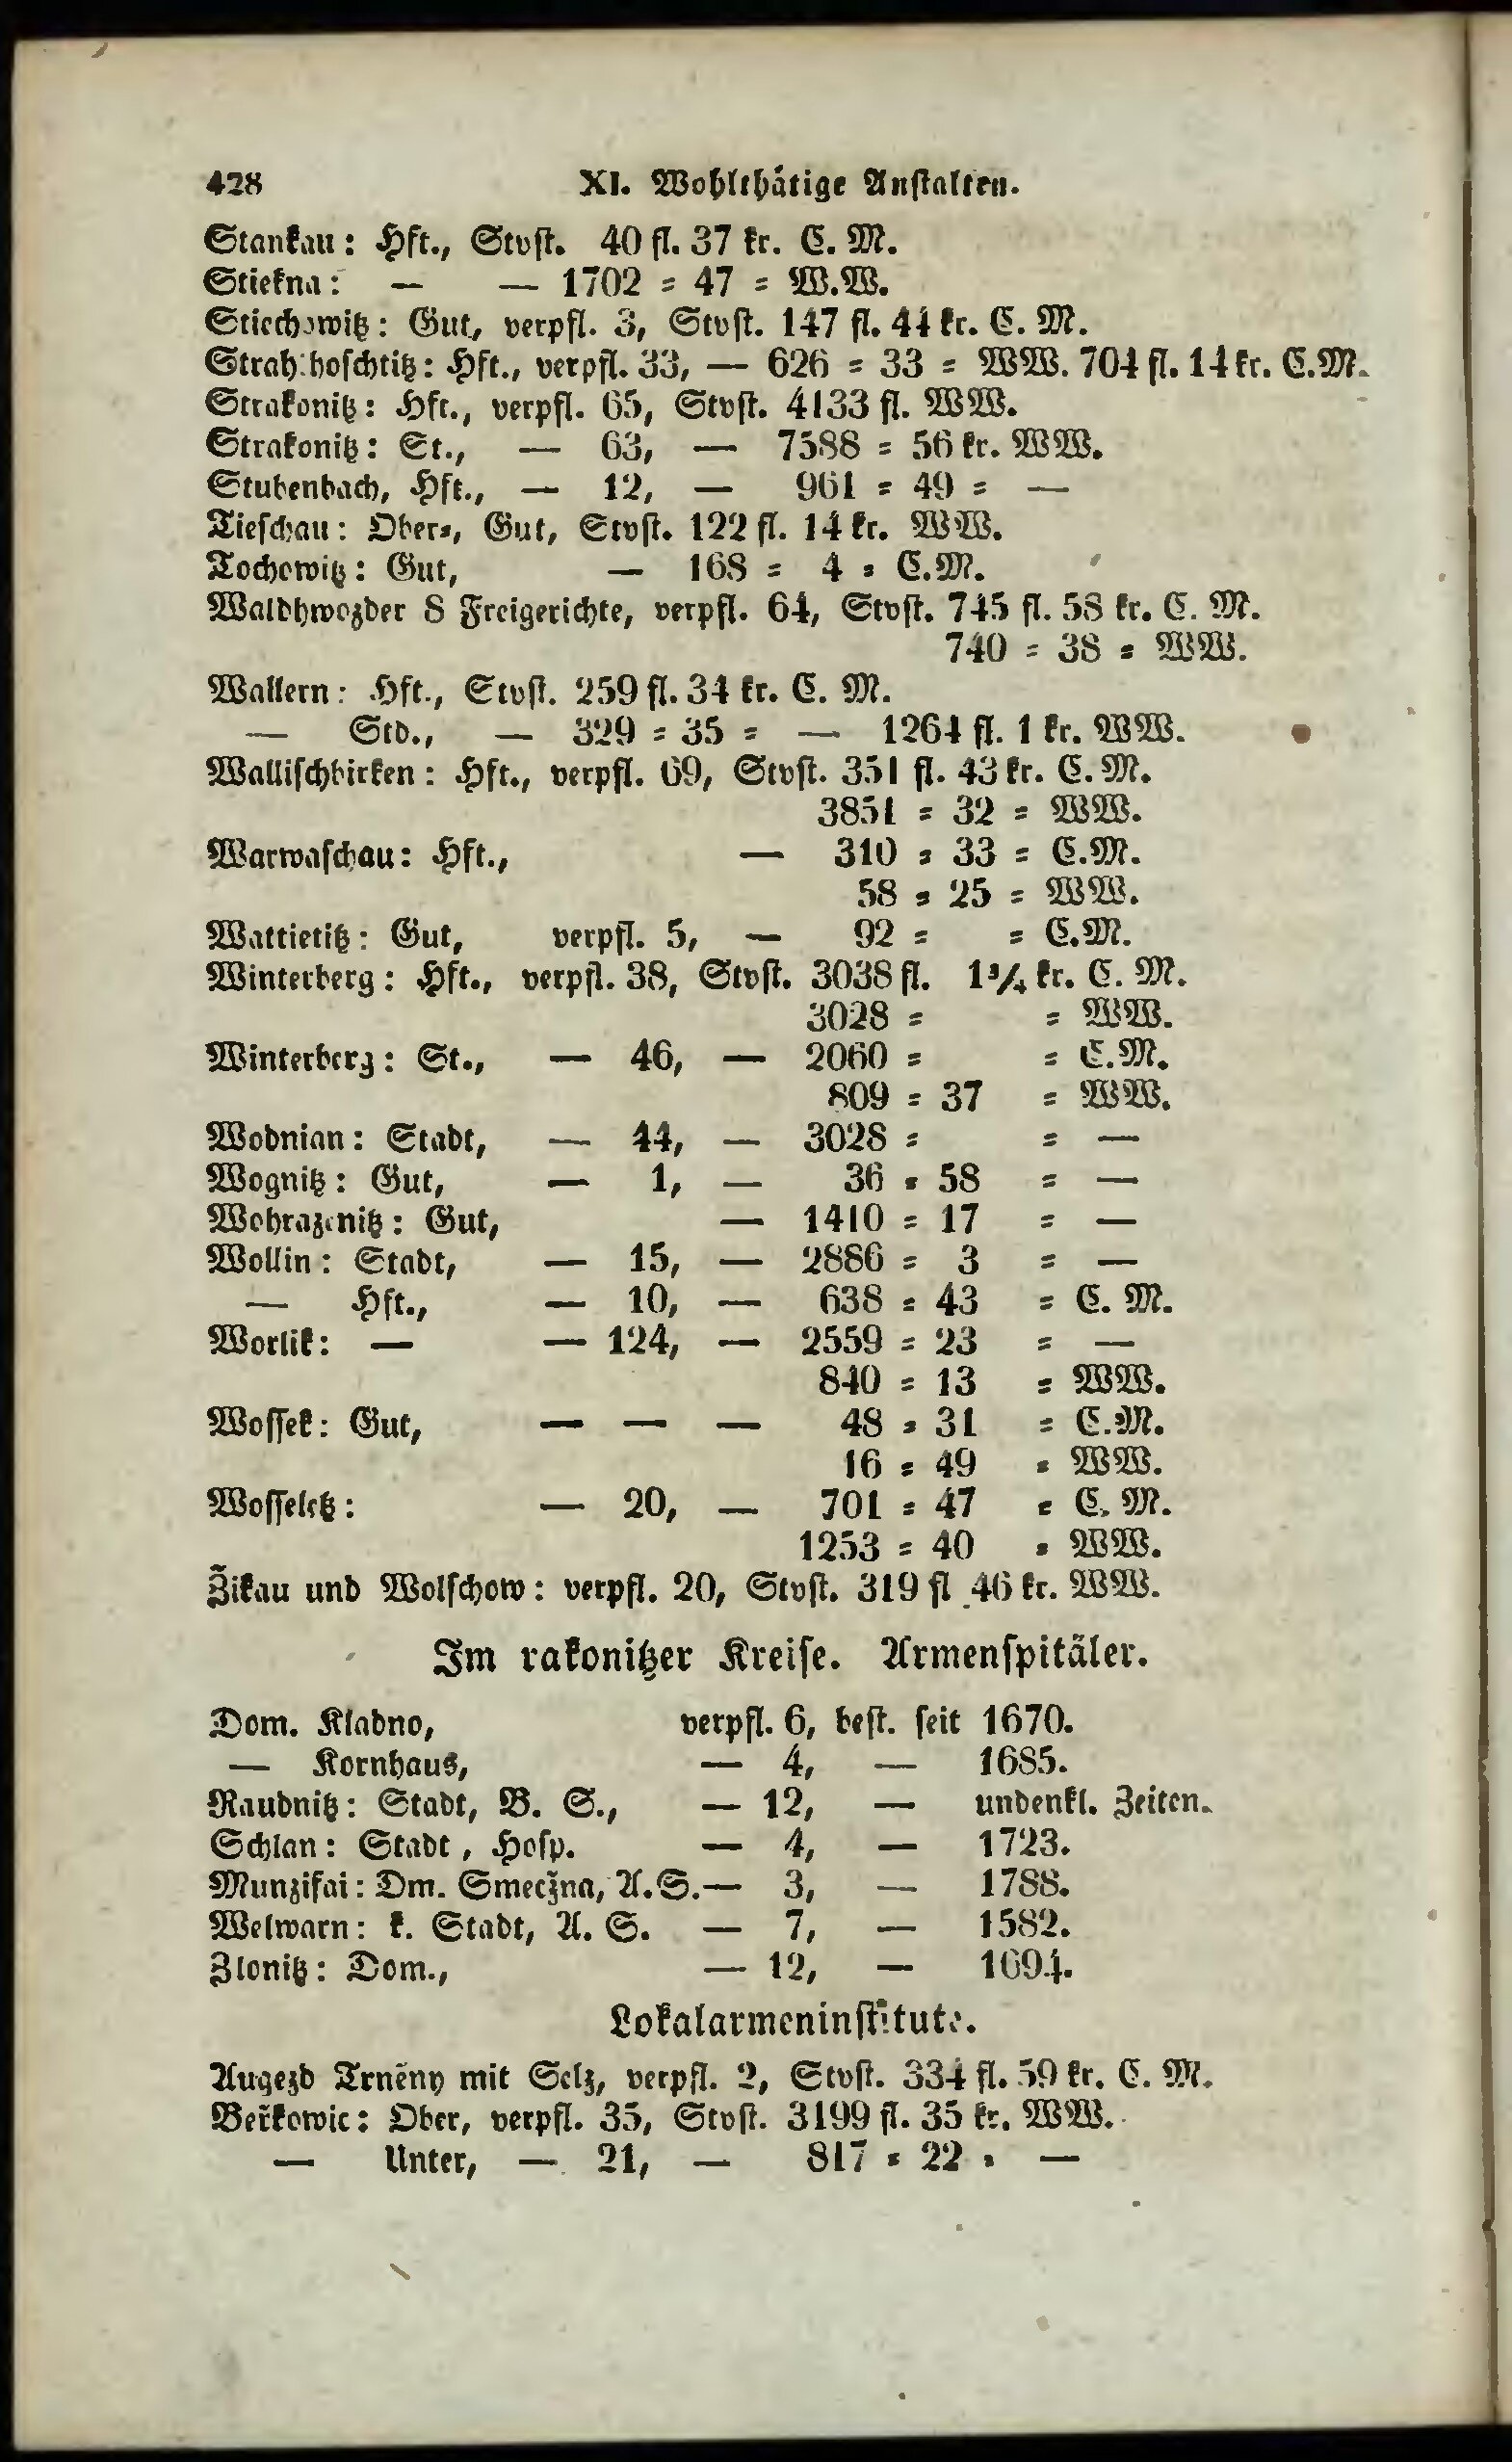 428 XI. Wohlthätige Anstalten.
Stankau: Hft., Stvst. 40 fl. 37 kr. C. M.
Stiekna: — — 1702 = 47 = W.W.
Stiechowitz: Gut, verpfl. 3, Stvst. 147 fl. 44 kr. C. M.
Strahlhoschtitz: Hft., verpfl. 33, — 626 = 33 = WW. 704 fl. 14 kr. C.M.
Strakonitz: Hft., verpfl. 65, Stvst. 4133 fl. WW.
Strakonitz: St., — 63, — 7588 = 56 kr. WW.
Stubenbach, Hft., — 12, — 961 = 49 = —
Tieschau: Ober-, Gut, Stvst. 122 fl. 14 kr. WW.
Tochowitz: Gut, — 168 = 4 = C.M.
Waldhwozder 8 Freigerichte, verpfl. 64, Stvst. 745 fl. 58 kr. C. M.
740 = 38 = WW.
Wallern: Hft., Stvst. 259 fl. 34 kr. C. M.
— Std., — 329 = 35 = — 1264 fl. 1 kr. WW.
Wallischbirken: Hft., verpfl. 69, Stvst. 351 fl. 43 kr. C. M.
3851 = 32 = WW.
Warwaschau: Hft., — 310 = 33 = C.M.
58 = 25 = WW.
Wattietitz: Gut, verpfl. 5, — 92 = = C.M.
Winterberg: Hft., verpfl. 38, Stvst. 3038 fl. 1 3/4 kr. C. M.
3028 = = WW.
Winterberg: St., — 46, — 2060 = = C.M.
809 = 37 = WW.
Wodnian: Stadt, — 44, — 3028 = = —
Wognitz: Gut, — 1, — 36 = 58 = —
Wohrazenitz: Gut, — 1410 = 17 = —
Wollin: Stadt, — 15, — 2886 = 3 = —
— Hft., — 10, — 638 = 43 = C. M.
Worlik: — — 124, — 2559 = 23 = —
840 = 13 = WW.
Wossek: Gut, — — — 48 = 31 = C.M.
16 = 49 = WW.
Wosseletz: — 20, — 701 = 47 = C. M.
1253 = 40 = WW.
Žikau und Wolschow: verpfl. 20, Stvst. 319 fl 46 kr. WW.
Im rakonitzer Kreise. Armenspitäler.
Dom. Kladno, verpfl. 6, best. seit 1670.
— Kornhaus, — 4, — 1685.
Raudnitz: Stadt, B. S., — 12, — undenkl. Zeiten.
Schlan: Stadt, Hosp. — 4, — 1723.
Munzifai: Dm. Smeczna, A.S. — 3, — 1788.
Welwarn: k. Stadt, A. S. — 7, — 1582.
Zlonitz: Dom., — 12, — 1694.
Lokalarmeninstitute.
Augezd Trněny mit Selz, verpfl. 2, Stvst. 334 fl. 59 kr. C. M.
Beřkowic: Ober, verpfl. 35, Stvst. 3199 fl. 35 kr. WW.
— Unter, — 21, — 817 = 22 = —